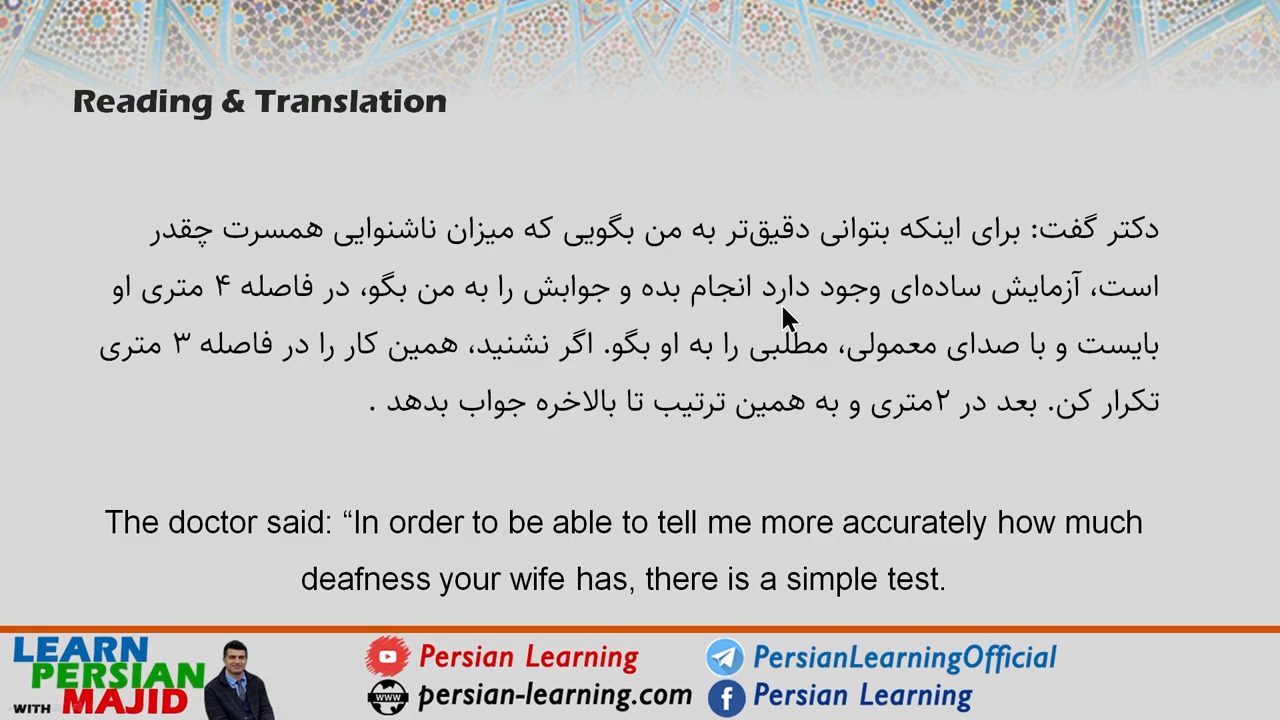 Reading & Translation
دکتر گفت: برای اینکه بتوانی دقیق‌تر به من بگویی که میزان ناشنوایی همسرت چقدر
است، آزمایش ساده‌ای وجود دارد انجام بده و جوابش را به من بگو، در فاصله ۴ متری او
بایست و با صدای معمولی، مطلبی را به او بگو. اگر نشنید، همین کار را در فاصله ۳ متری
تکرار کن. بعد در ۲متری و به همین ترتیب تا بالاخره جواب بدهد .
The doctor said: “In order to be able to tell me more accurately how much
deafness your wife has, there is a simple test.
LEARN
PERSIAN
WITH MAJID
Persian Learning
www persian-learning.com
PersianLearningOfficial
Persian Learning